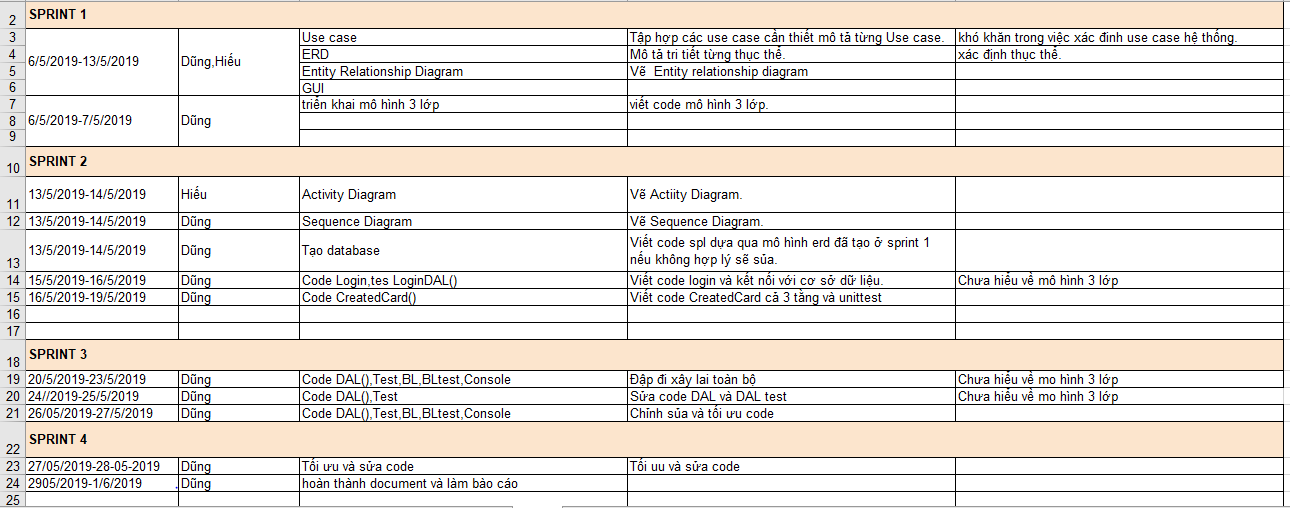 2 SPRINT 1
3 Use case Tập hợp các use case cần thiết mô tả từng Use case. khó khăn trong việc xác đinh use case hệ thống.
4 6/5/2019-13/5/2019 Dũng,Hiếu ERD Mô tả tri tiết từng thực thể. xác định thực thể.
5 Entity Relationship Diagram Vẽ Entity relationship diagram
6 GUI
7 triển khai mô hình 3 lớp viết code mô hình 3 lớp.
8 6/5/2019-7/5/2019 Dũng
9
10 SPRINT 2
11 13/5/2019-14/5/2019 Hiếu Activity Diagram Vẽ Actiity Diagram.
12 13/5/2019-14/5/2019 Dũng Sequence Diagram Vẽ Sequence Diagram.
13 13/5/2019-14/5/2019 Dũng Tạo database Viết code spl dựa qua mô hình erd đã tạo ở sprint 1
nếu không hợp lý sẽ sủa.
14 15/5/2019-16/5/2019 Dũng Code Login,tes LoginDAL() Viết code login và kết nối với cơ sở dữ liệu. Chưa hiểu về mô hình 3 lớp
15 16/5/2019-19/5/2019 Dũng Code CreatedCard() Viết code CreatedCard cả 3 tằng và unittest
16
17
18 SPRINT 3
19 20/5/2019-23/5/2019 Dũng Code DAL(),Test,BL,BLtest,Console Đập đi xây lai toàn bộ Chưa hiểu về mo hình 3 lớp
20 24//2019-25/5/2019 Dũng Code DAL(),Test Sửa code DAL và DAL test Chưa hiểu về mo hình 3 lớp
21 26/05/2019-27/5/2019 Dũng Code DAL(),Test,BL,BLtest,Console Chỉnh sủa và tối ưu code
22 SPRINT 4
23 27/05/2019-28-05-2019 Dũng Tối ưu và sửa code Tối uu và sửa code
24 2905/2019-1/6/2019 . Dũng hoàn thành document và làm bào cáo
25